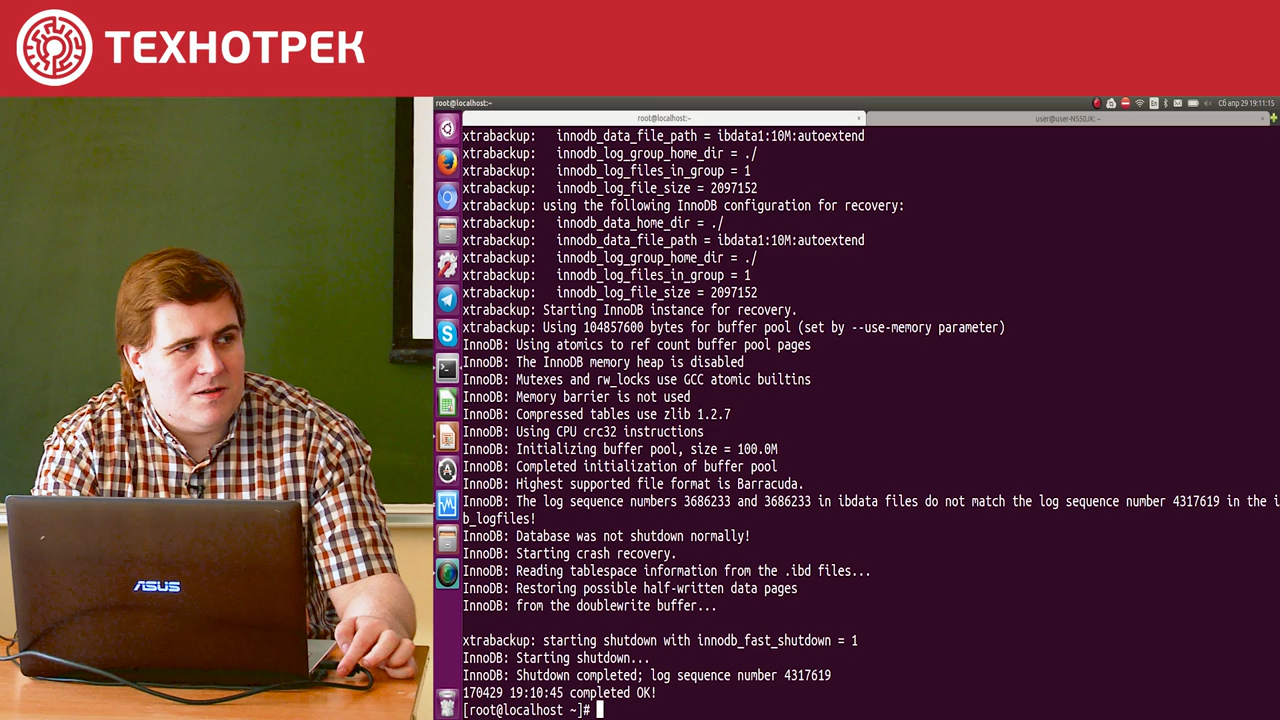 ТЕХНОТРЕК
root@localhost:~
En
Сб апр 29 19:11:15
root@localhost:~
user@user-N550JK: ~
xtrabackup:   innodb_data_file_path = ibdata1:10M:autoextend
xtrabackup:   innodb_log_group_home_dir = ./
xtrabackup:   innodb_log_files_in_group = 1
xtrabackup:   innodb_log_file_size = 2097152
xtrabackup: using the following InnoDB configuration for recovery:
xtrabackup:   innodb_data_home_dir = ./
xtrabackup:   innodb_data_file_path = ibdata1:10M:autoextend
xtrabackup:   innodb_log_group_home_dir = ./
xtrabackup:   innodb_log_files_in_group = 1
xtrabackup:   innodb_log_file_size = 2097152
xtrabackup: Starting InnoDB instance for recovery.
xtrabackup: Using 104857600 bytes for buffer pool (set by --use-memory parameter)
InnoDB: Using atomics to ref count buffer pool pages
InnoDB: The InnoDB memory heap is disabled
InnoDB: Mutexes and rw_locks use GCC atomic builtins
InnoDB: Memory barrier is not used
InnoDB: Compressed tables use zlib 1.2.7
InnoDB: Using CPU crc32 instructions
InnoDB: Initializing buffer pool, size = 100.0M
InnoDB: Completed initialization of buffer pool
InnoDB: Highest supported file format is Barracuda.
InnoDB: The log sequence numbers 3686233 and 3686233 in ibdata files do not match the log sequence number 4317619 in the i
b_logfiles!
InnoDB: Database was not shutdown normally!
InnoDB: Starting crash recovery.
InnoDB: Reading tablespace information from the .ibd files...
InnoDB: Restoring possible half-written data pages
InnoDB: from the doublewrite buffer...
xtrabackup: starting shutdown with innodb_fast_shutdown = 1
InnoDB: Starting shutdown...
InnoDB: Shutdown completed; log sequence number 4317619
170429 19:10:45 completed OK!
[root@localhost ~]#
ASUS